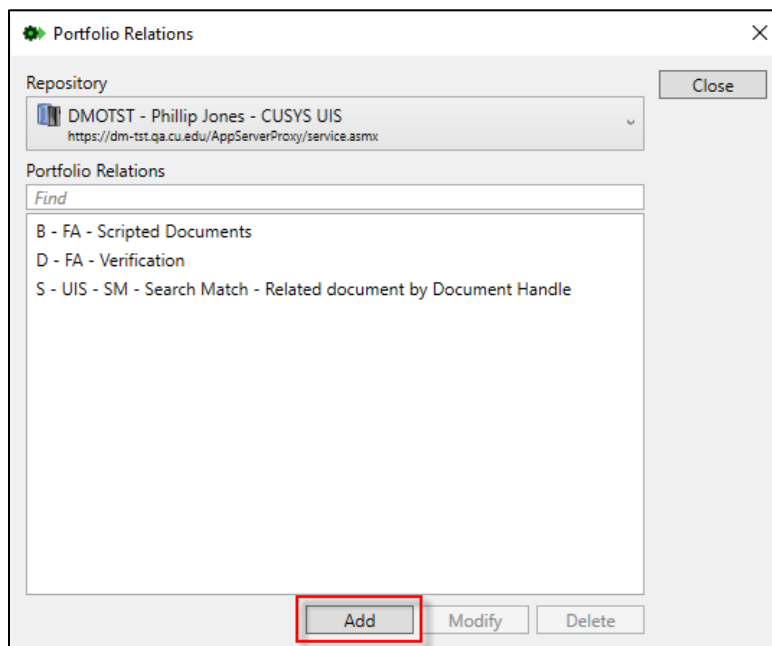 Portfolio Relations
Repository
Close
DMOTST - Phillip Jones - CUSYS UIS
https://dm-tst.qa.cu.edu/AppServerProxy/service.asmx
Portfolio Relations
Find
B - FA - Scripted Documents
D - FA - Verification
S - UIS - SM - Search Match - Related document by Document Handle
Add Modify Delete